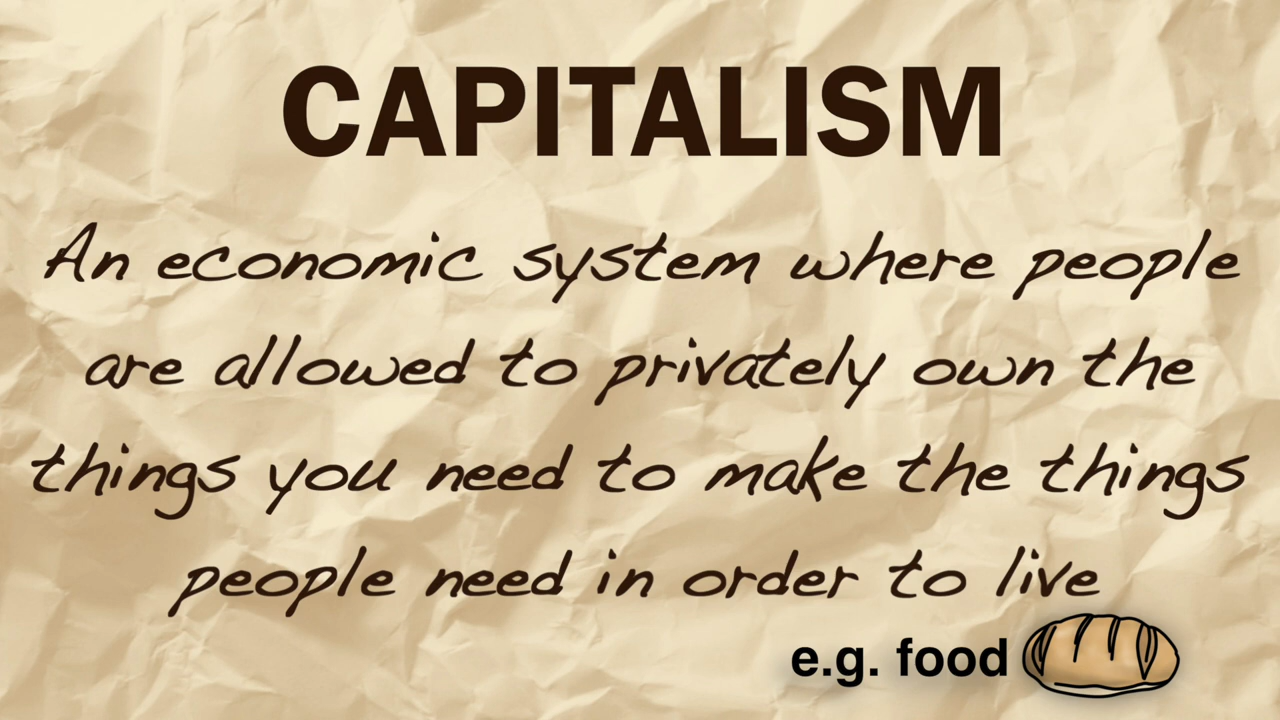 CAPITALISM
An economic system where people
are allowed to privately own the
things you need to make the things
people need in order to live
e.g. food